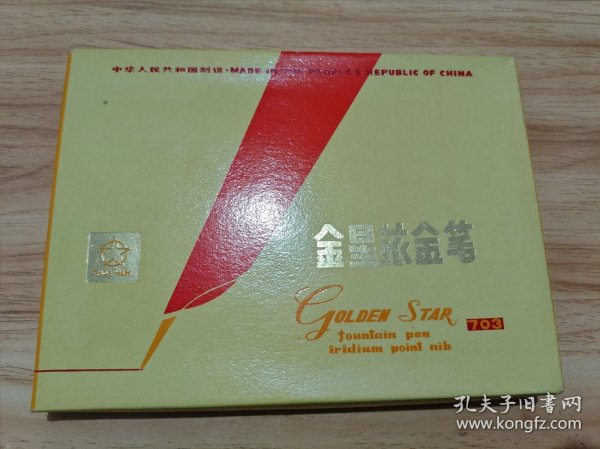 中华人民共和国制造·MADE IN THE PEOPLE'S REPUBLIC OF CHINA
金星铱金笔
GOLDEN STAR 703
fountain pen
iridium point nib
孔夫子旧书网
www.kongfz.com